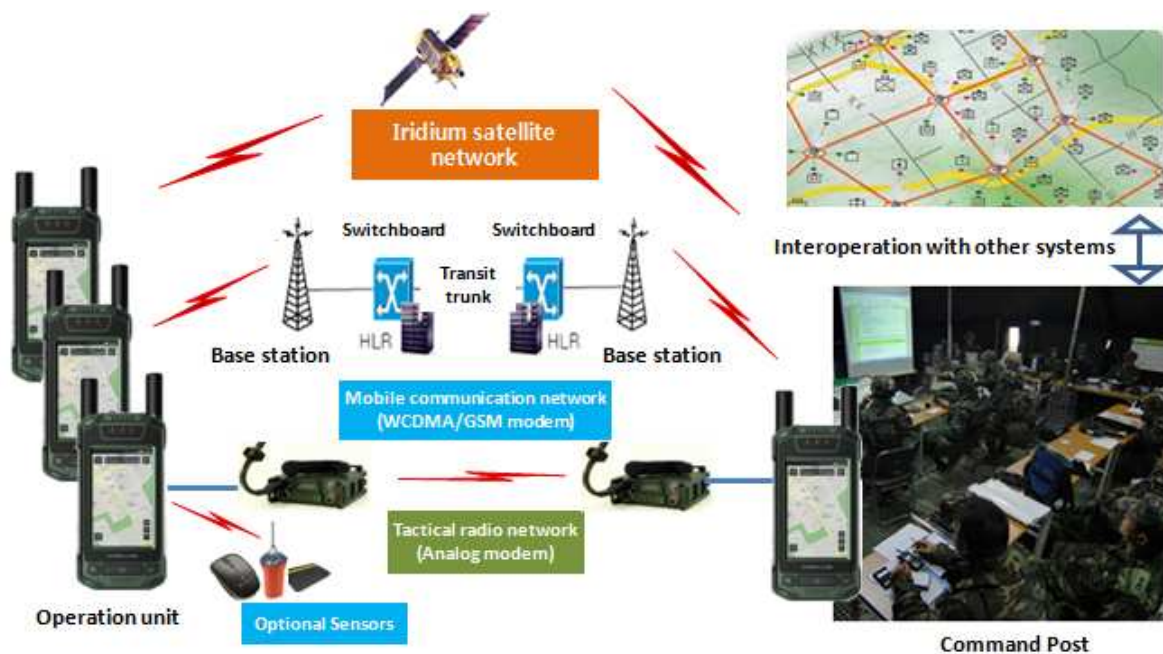 Iridium satellite
network
Switchboard
Switchboard
Transit
trunk
HLR
HLR
Base station
Base station
Interoperation with other systems
Mobile communication network
(WCDMA/GSM modem)
Tactical radio network
(Analog modem)
Operation unit
Optional Sensors
Command Post